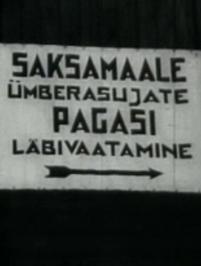 SAKSAMAALE
ÜMBERASUJATE
PAGASI
LÄBIVAATAMINE